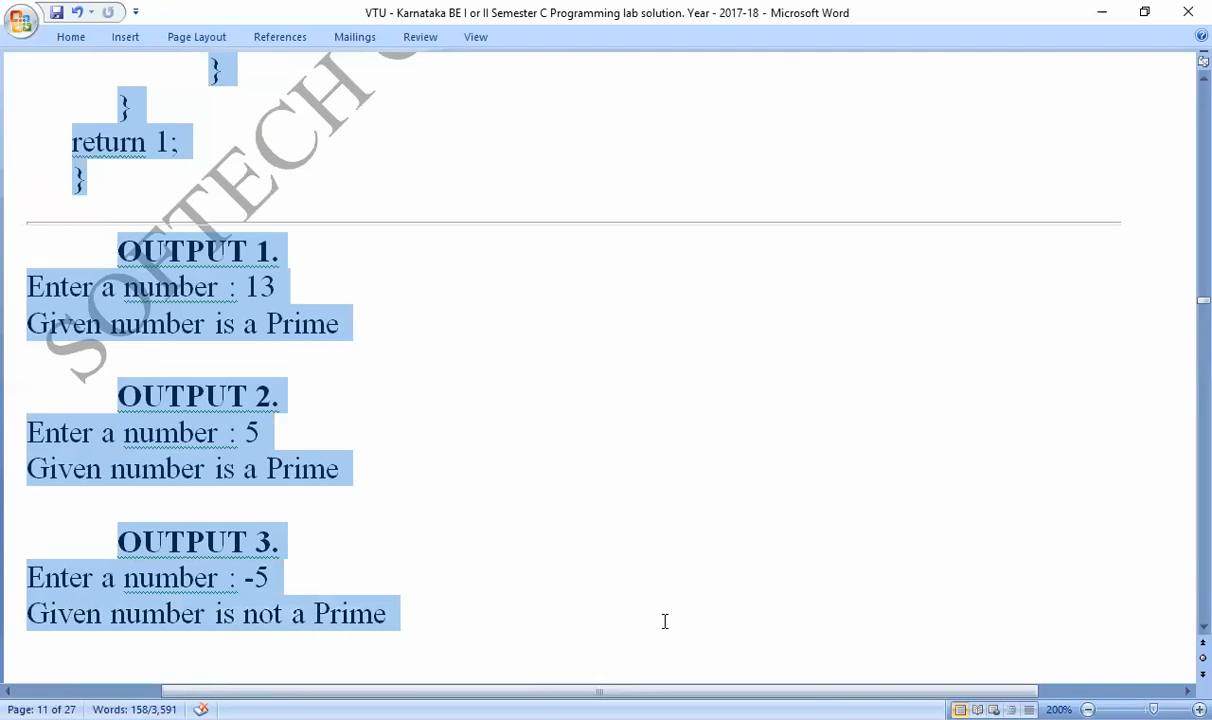 VTU - Karnataka BE I or II Semester C Programming lab solution. Year - 2017-18 - Microsoft Word
Home Insert Page Layout References Mailings Review View
}
}
return 1;
}
SOFTECH
OUTPUT 1.
Enter a number : 13
Given number is a Prime
OUTPUT 2.
Enter a number : 5
Given number is a Prime
OUTPUT 3.
Enter a number : -5
Given number is not a Prime
Page: 11 of 27 Words: 158/3,591 200%